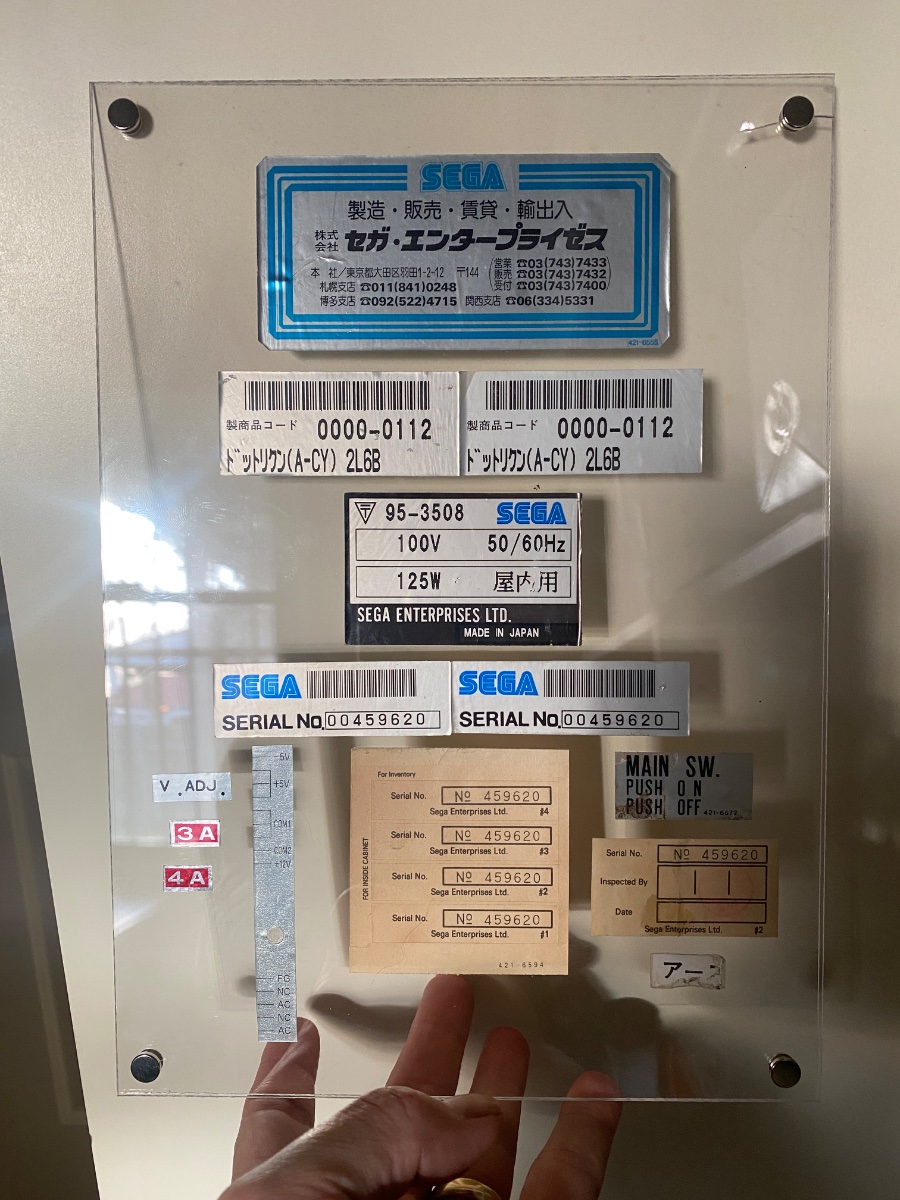 SEGA
製造・販売・賃貸・輸出入
株式会社 セガ・エンタープライゼス
本 社/東京都大田区羽田1-2-12 〒144
営業 ☎03(743)7433
販売 ☎03(743)7432
受付 ☎03(743)7400
札幌支店 ☎011(841)0248
博多支店 ☎092(522)4715 関西支店 ☎06(334)5331
421-6555
製商品コード 0000-0112
ドットリクン(A-CY) 2L6B
製商品コード 0000-0112
ドットリクン(A-CY) 2L6B
〒 95-3508 SEGA
100V 50/60Hz
125W 屋内用
SEGA ENTERPRISES LTD.
MADE IN JAPAN
SEGA
SERIAL No. 00459620
SEGA
SERIAL No. 00459620
V .ADJ.
3A
4A
-5V
+5V
COM1
COM2
+12V
FG
NC
AC
NC
AC
For Inventory
FOR INSIDE CABINET
Serial No. № 459620
Sega Enterprises Ltd. #4
Serial No. № 459620
Sega Enterprises Ltd. #3
Serial No. № 459620
Sega Enterprises Ltd. #2
Serial No. № 459620
Sega Enterprises Ltd. #1
421-6594
MAIN SW.
PUSH ON
PUSH OFF
421-6672
Serial No. № 459620
Inspected By
Date
Sega Enterprises Ltd. #2
アー